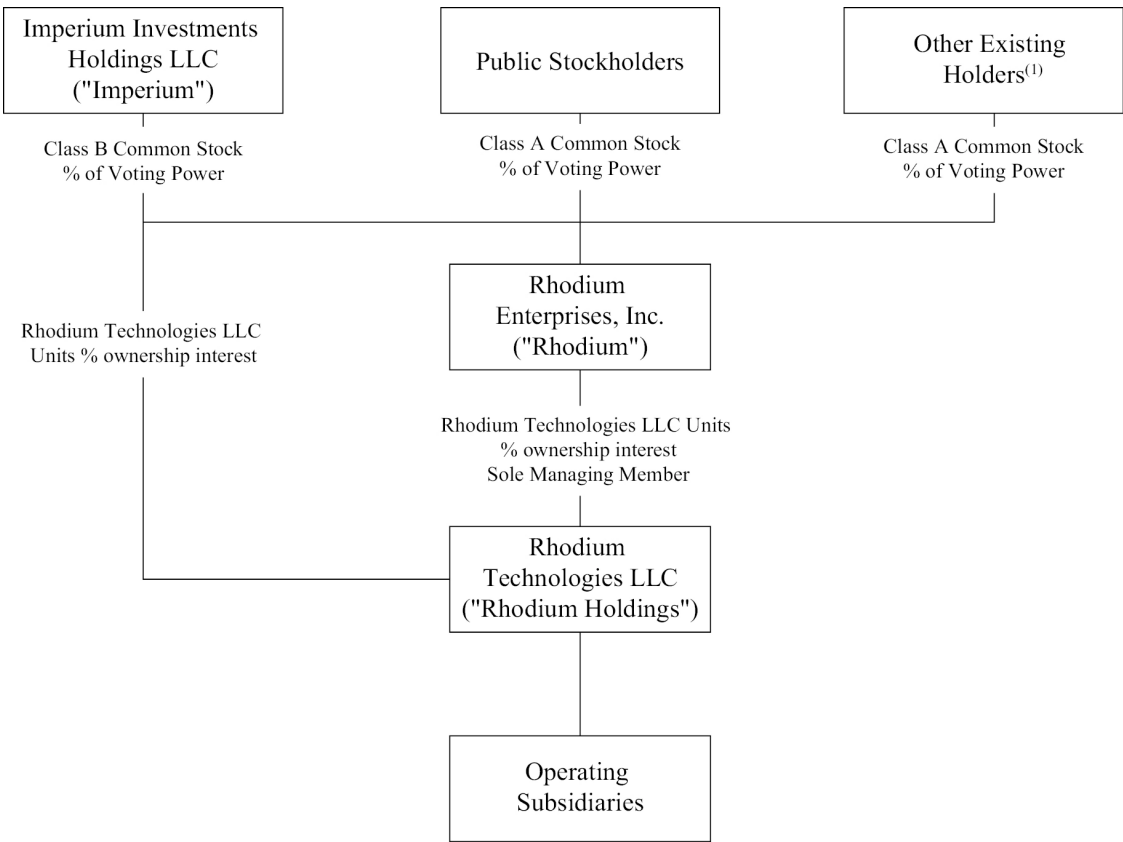 Imperium Investments
Holdings LLC
("Imperium")
Public Stockholders
Other Existing
Holders(1)
Class B Common Stock
% of Voting Power
Class A Common Stock
% of Voting Power
Class A Common Stock
% of Voting Power
Rhodium
Enterprises, Inc.
("Rhodium")
Rhodium Technologies LLC
Units % ownership interest
Rhodium Technologies LLC Units
% ownership interest
Sole Managing Member
Rhodium
Technologies LLC
("Rhodium Holdings")
Operating
Subsidiaries